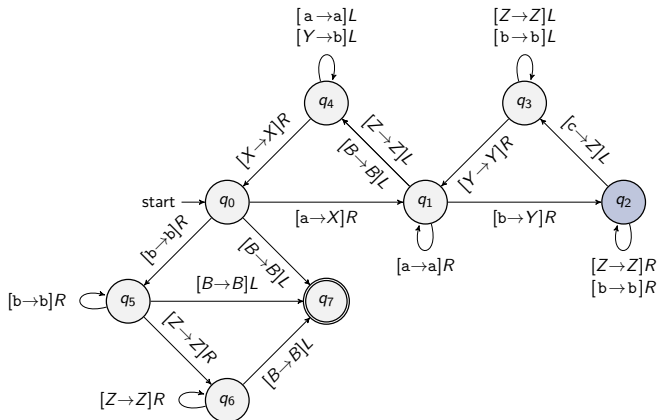 [a→a]L
[Y→b]L
[Z→Z]L
[b→b]L
q4
q3
[X→X]R
[Z→Z]L
[B→B]L
[Y→Y]R
[c→Z]L
start
q0
[a→X]R
q1
[b→Y]R
q2
[b→b]R
[B→B]L
[a→a]R
[Z→Z]R
[b→b]R
[b→b]R
q5
[B→B]L
q7
[Z→Z]R
[B→B]L
[Z→Z]R
q6